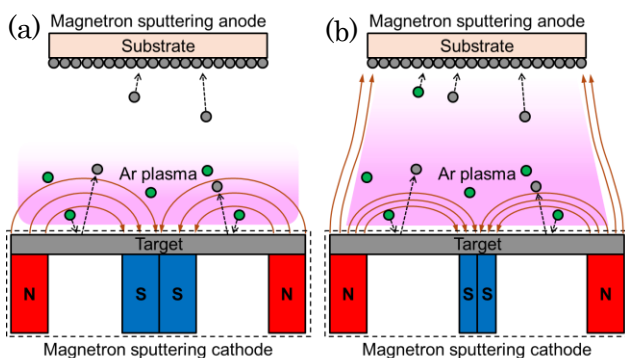 (a)
Magnetron sputtering anode
Substrate
Ar plasma
Target
N
S
S
N
Magnetron sputtering cathode
(b)
Magnetron sputtering anode
Substrate
Ar plasma
Target
N
S
S
N
Magnetron sputtering cathode